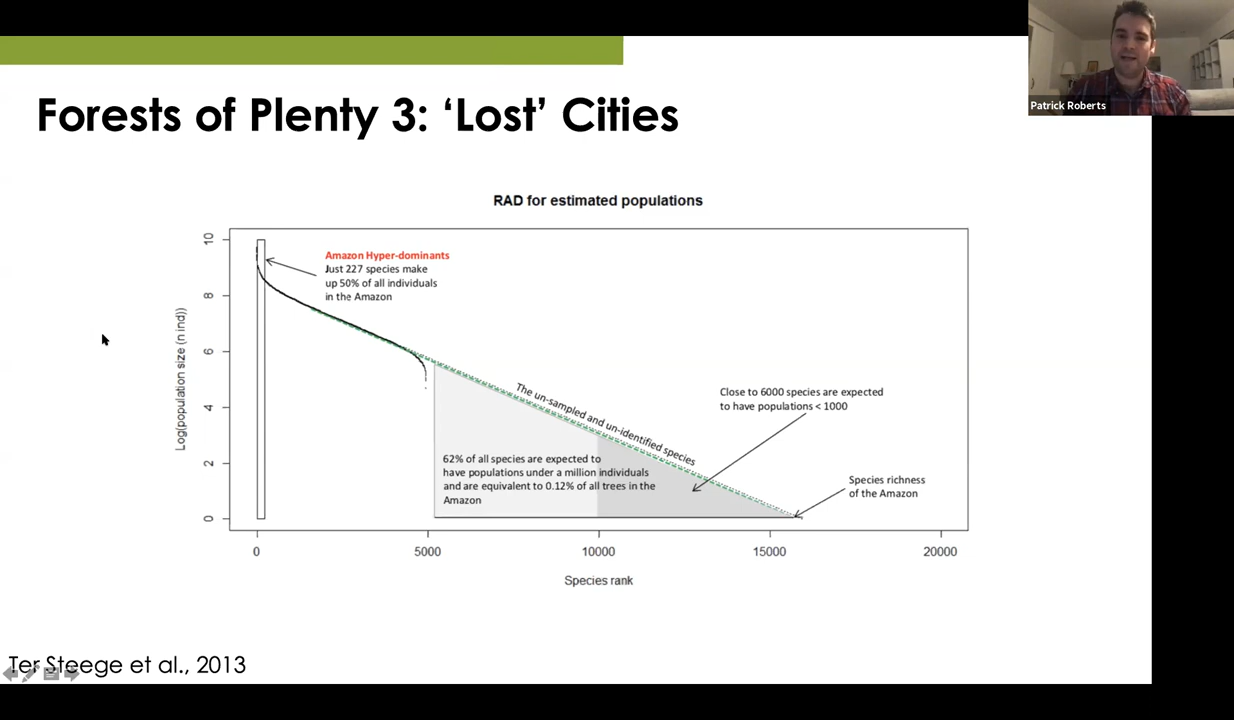 Patrick Roberts
Forests of Plenty 3: ‘Lost’ Cities
RAD for estimated populations
Amazon Hyper-dominants
Just 227 species make
up 50% of all individuals
in the Amazon
Log(population size (n ind))
10
8
6
4
2
0
The un-sampled and un-identified species
Close to 6000 species are expected
to have populations < 1000
62% of all species are expected to
have populations under a million individuals
and are equivalent to 0.12% of all trees in the
Amazon
Species richness
of the Amazon
0 5000 10000 15000 20000
Species rank
Ter Steege et al., 2013